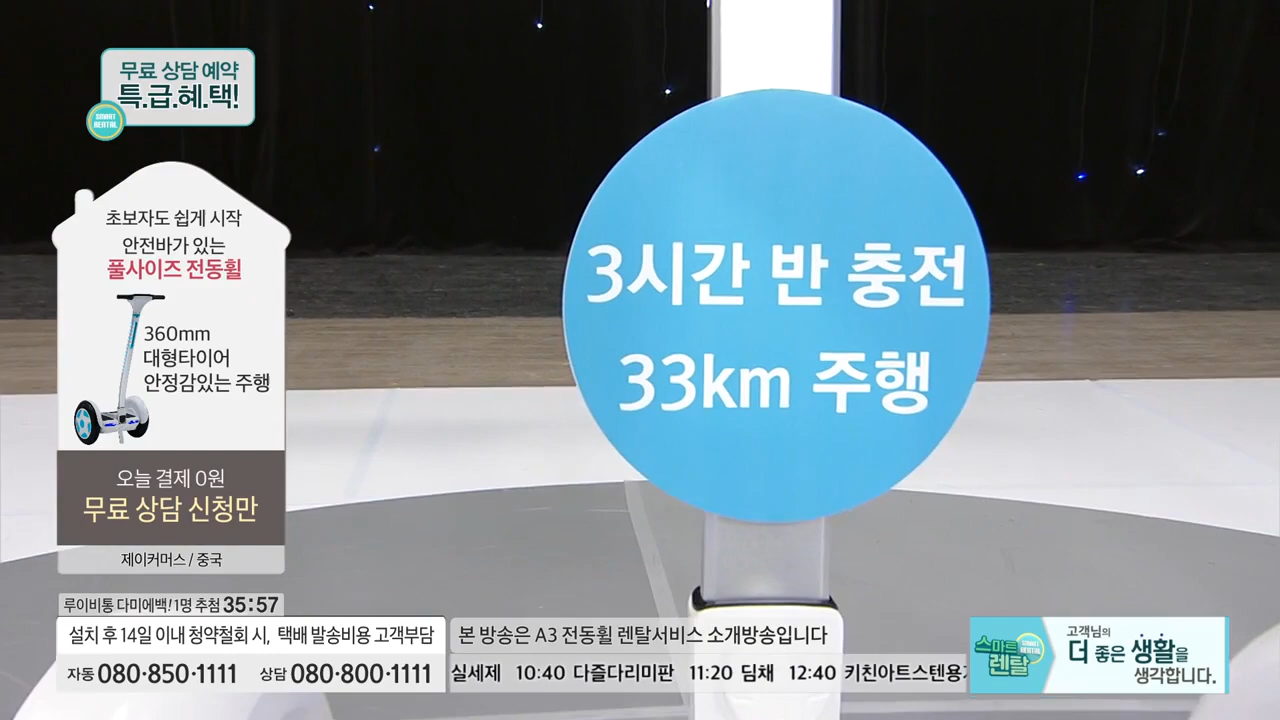 무료 상담 예약
특.급.혜.택!
SMART
RENTAL
초보자도 쉽게 시작
안전바가 있는
풀사이즈 전동휠
360mm
대형타이어
안정감있는 주행
오늘 결제 0원
무료 상담 신청만
제이커머스 / 중국
3시간 반 충전
33km 주행
루이비통 다미에백! 1명 추첨 35:57
설치 후 14일 이내 청약철회 시, 택배 발송비용 고객부담
자동 080·850·1111 상담 080·800·1111
본 방송은 A3 전동휠 렌탈서비스 소개방송입니다
실세제 10:40 다즐다리미판 11:20 딤채 12:40 키친아트스텐용기
스마트
렌탈
SMART
RENTAL
고객님의
더 좋은 생활을
생각합니다.